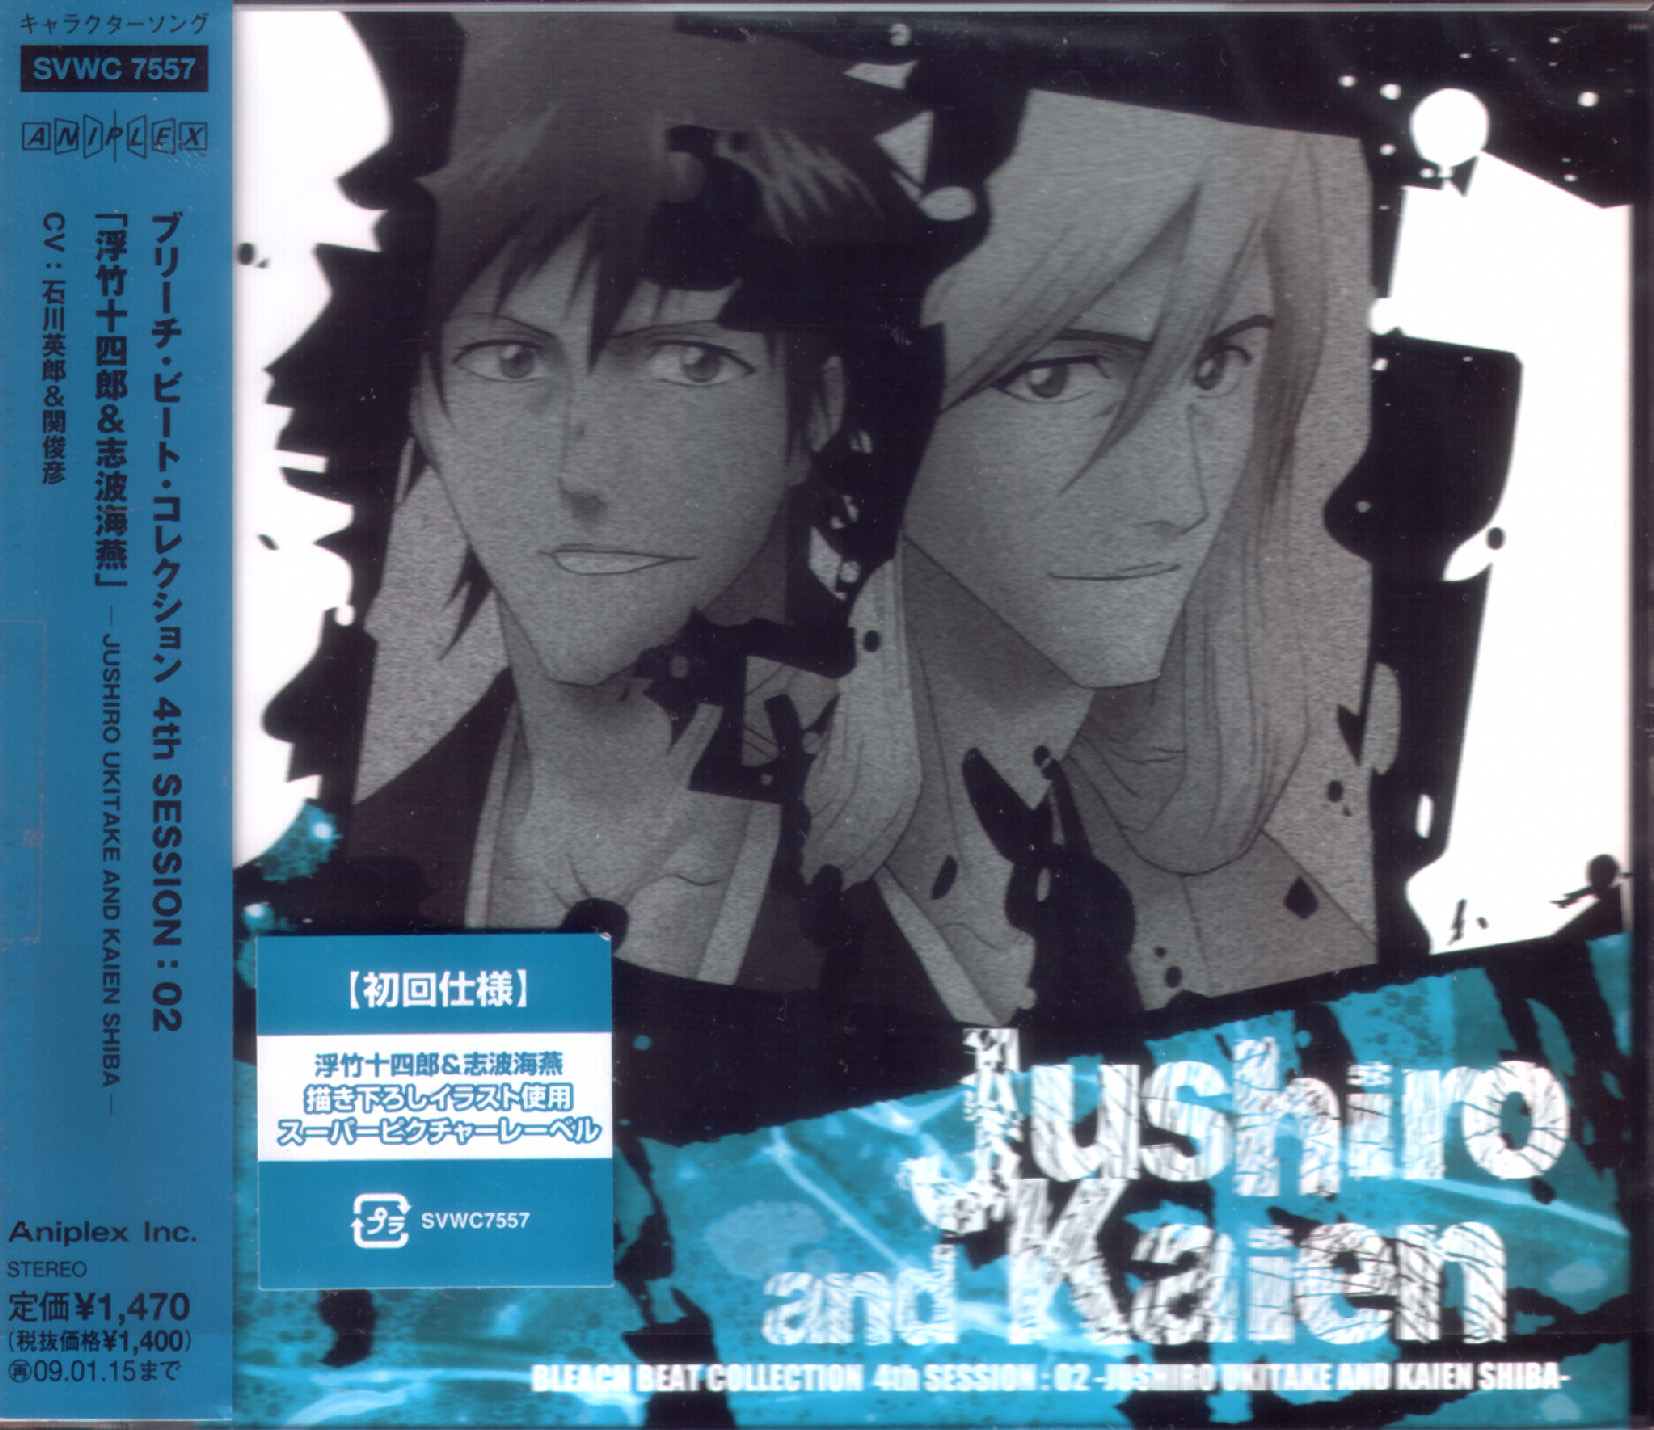 キャラクターソング
SVWC 7557
ANIPLEX
ブリーチ・ビート・コレクション 4th SESSION : 02
「浮竹十四郎&志波海燕」 — JUSHIRO UKITAKE AND KAIEN SHIBA —
CV : 石川英郎&関俊彦
Aniplex Inc.
STEREO
定価¥1,470
(税抜価格¥1,400)
㊢09.01.15まで
【初回仕様】
浮竹十四郎&志波海燕
描き下ろしイラスト使用
スーパーピクチャーレーベル
プラ SVWC7557
Jushiro
and Kaien
BLEACH BEAT COLLECTION 4th SESSION : 02 -JUSHIRO UKITAKE AND KAIEN SHIBA-